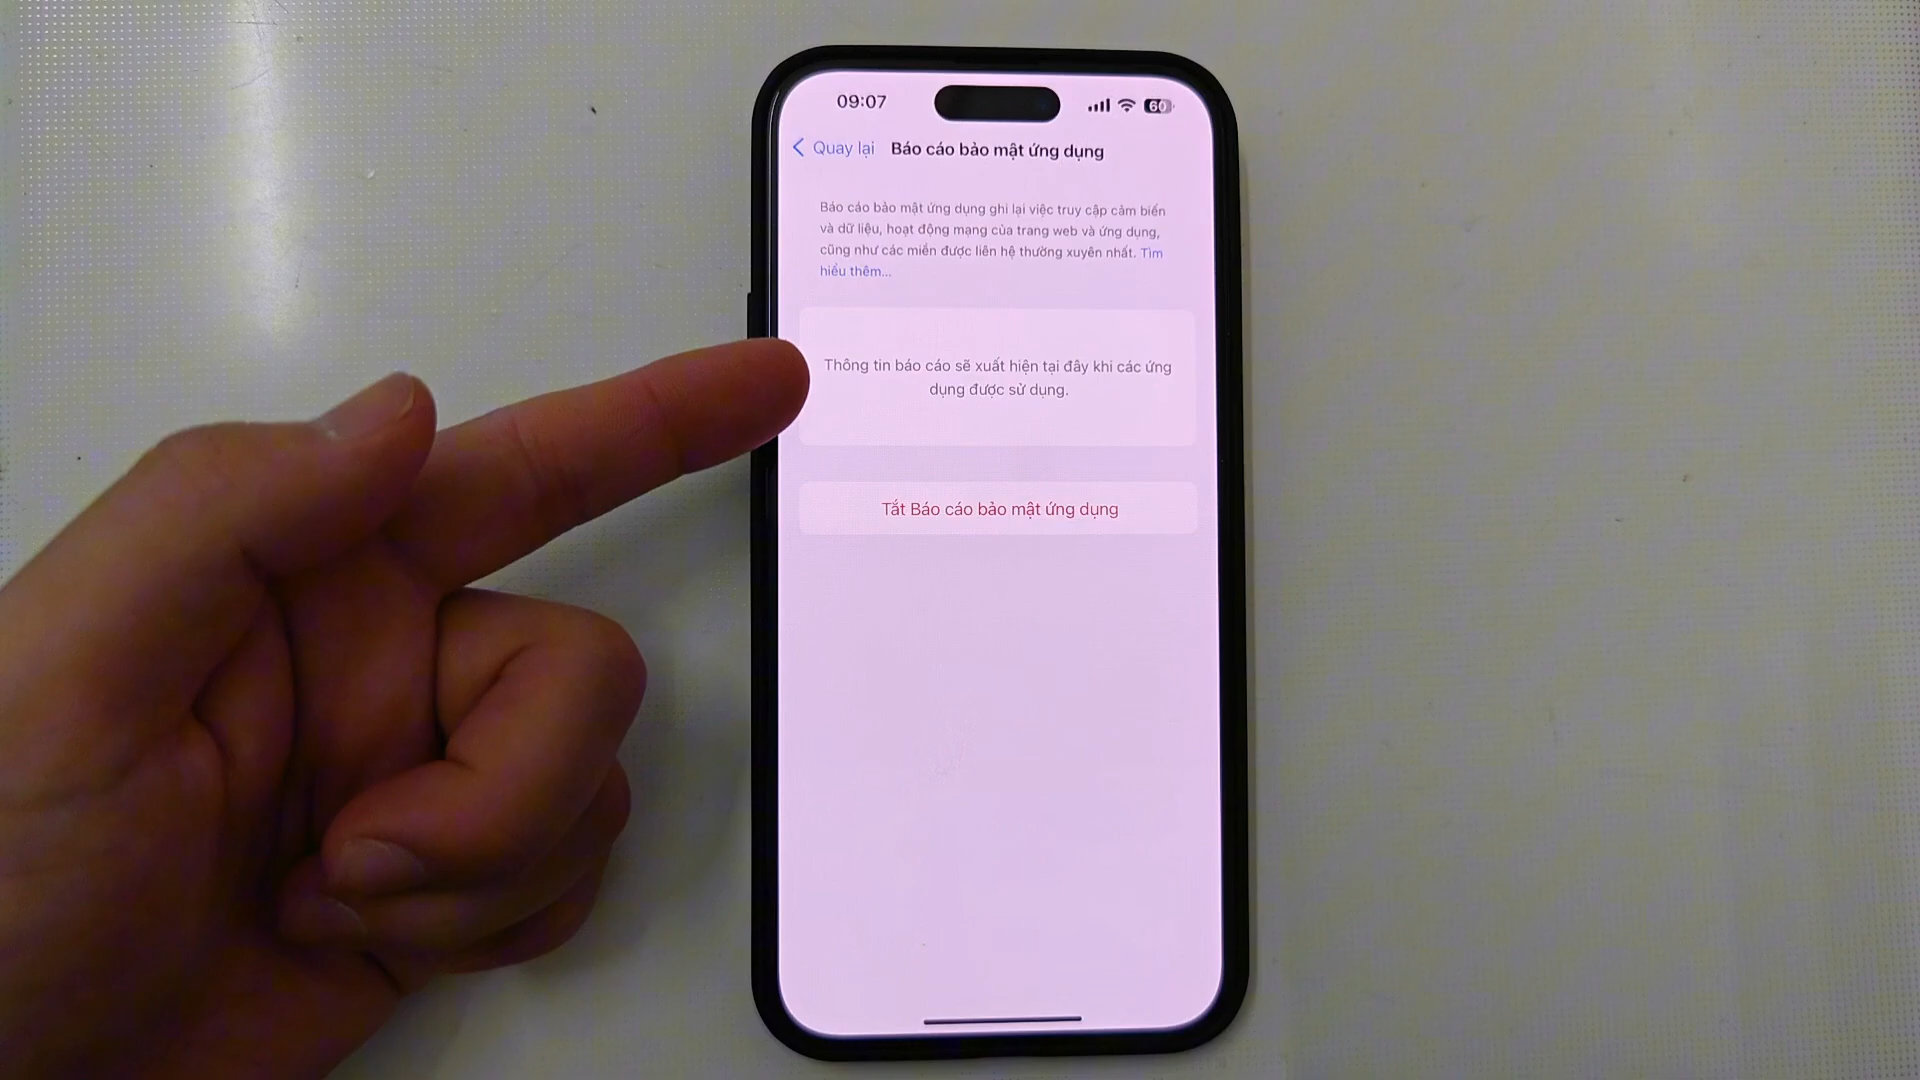 09:07
60
Quay lại
Báo cáo bảo mật ứng dụng
Báo cáo bảo mật ứng dụng ghi lại việc truy cập cảm biến
và dữ liệu, hoạt động mạng của trang web và ứng dụng,
cũng như các miền được liên hệ thường xuyên nhất. Tìm
hiểu thêm...
Thông tin báo cáo sẽ xuất hiện tại đây khi các ứng
dụng được sử dụng.
Tắt Báo cáo bảo mật ứng dụng